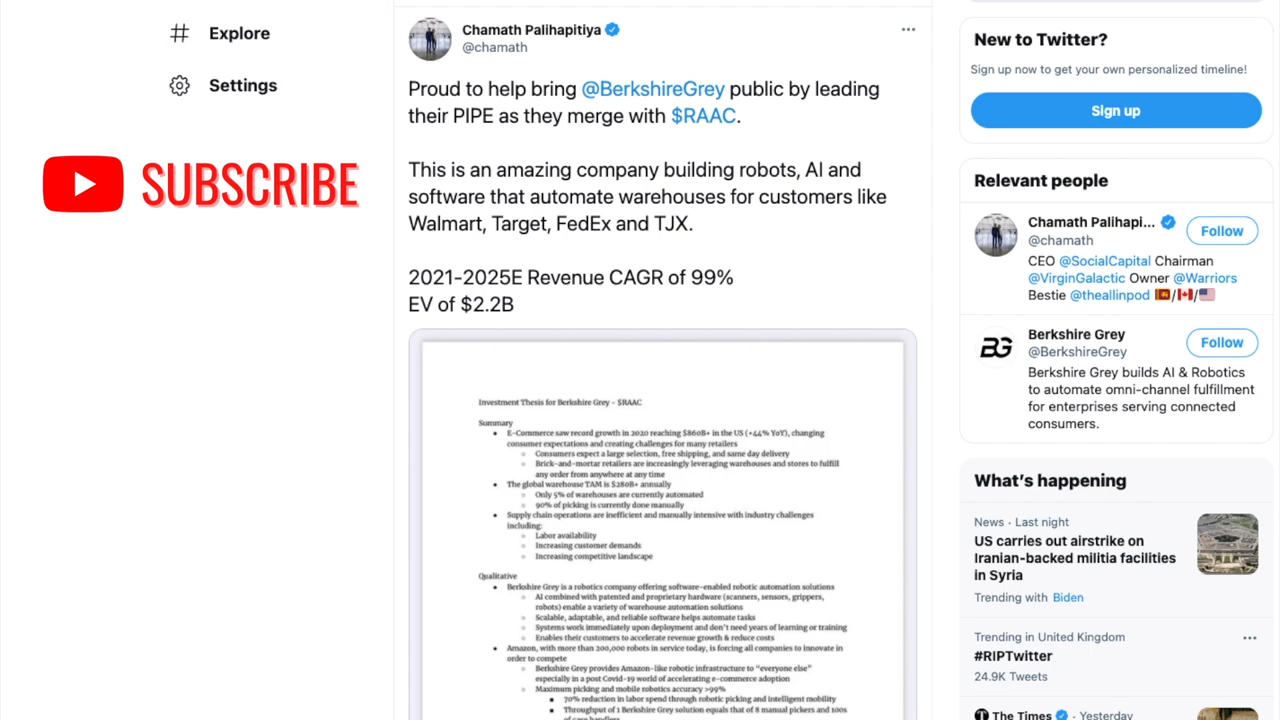 Explore
Settings
SUBSCRIBE
Chamath Palihapitiya
@chamath
Proud to help bring @BerkshireGrey public by leading
their PIPE as they merge with $RAAC.
This is an amazing company building robots, AI and
software that automate warehouses for customers like
Walmart, Target, FedEx and TJX.
2021-2025E Revenue CAGR of 99%
EV of $2.2B
Investment Thesis for Berkshire Grey - $RAAC
Summary
E-Commerce saw record growth in 2020 reaching $860B+ in the US (+44% YoY), changing
consumer expectations and creating challenges for many retailers
Consumers expect a large selection, free shipping, and same day delivery
Brick-and-mortar retailers are increasingly leveraging warehouses and stores to fulfill
any order from anywhere at any time
The global warehouse TAM is $280B+ annually
Only 5% of warehouses are currently automated
90% of picking is currently done manually
Supply chain operations are inefficient and manually intensive with industry challenges
including:
Labor availability
Increasing customer demands
Increasing competitive landscape
Qualitative
Berkshire Grey is a robotics company offering software-enabled robotic automation solutions
AI combined with patented and proprietary hardware (scanners, sensors, grippers,
robots) enable a variety of warehouse automation solutions
Scalable, adaptable, and reliable software helps automate tasks
Systems work immediately upon deployment and don't need years of learning or training
Enables their customers to accelerate revenue growth & reduce costs
Amazon, with more than 200,000 robots in service today, is forcing all companies to innovate in
order to compete
Berkshire Grey provides Amazon-like robotic infrastructure to "everyone else"
especially in a post Covid-19 world of accelerating e-commerce adoption
Maximum picking and mobile robotics accuracy >99%
70% reduction in labor spend through robotic picking and intelligent mobility
Throughput of 1 Berkshire Grey solution equals that of 8 manual pickers and 100s
of case handlers
New to Twitter?
Sign up now to get your own personalized timeline!
Sign up
Relevant people
Chamath Palihapi...
@chamath
Follow
CEO @SocialCapital Chairman
@VirginGalactic Owner @Warriors
Bestie @theallinpod 🇱🇰/🇨🇦/🇺🇸
BG
Berkshire Grey
@BerkshireGrey
Follow
Berkshire Grey builds AI & Robotics
to automate omni-channel fulfillment
for enterprises serving connected
consumers.
What's happening
News · Last night
US carries out airstrike on
Iranian-backed militia facilities
in Syria
Trending with Biden
Trending in United Kingdom
#RIPTwitter
24.9K Tweets
The Times · Yesterday